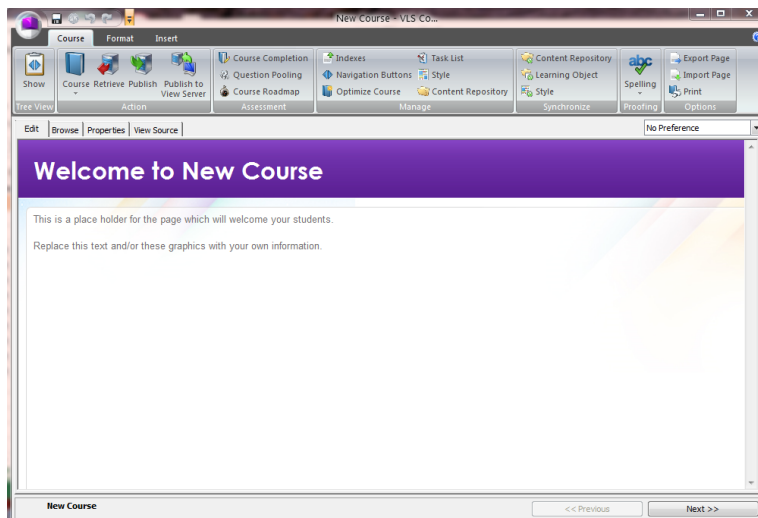 New Course - VLS Co...
Course Format Insert
Show
Tree View
Course Retrieve Publish Publish to View Server
Action
Course Completion
Question Pooling
Course Roadmap
Assessment
Indexes Task List
Navigation Buttons Style
Optimize Course Content Repository
Manage
Content Repository
Learning Object
Style
Synchronize
abc
Spelling
Proofing
Export Page
Import Page
Print
Options
Edit Browse Properties View Source No Preference
Welcome to New Course
This is a place holder for the page which will welcome your students.
Replace this text and/or these graphics with your own information.
New Course << Previous Next >>